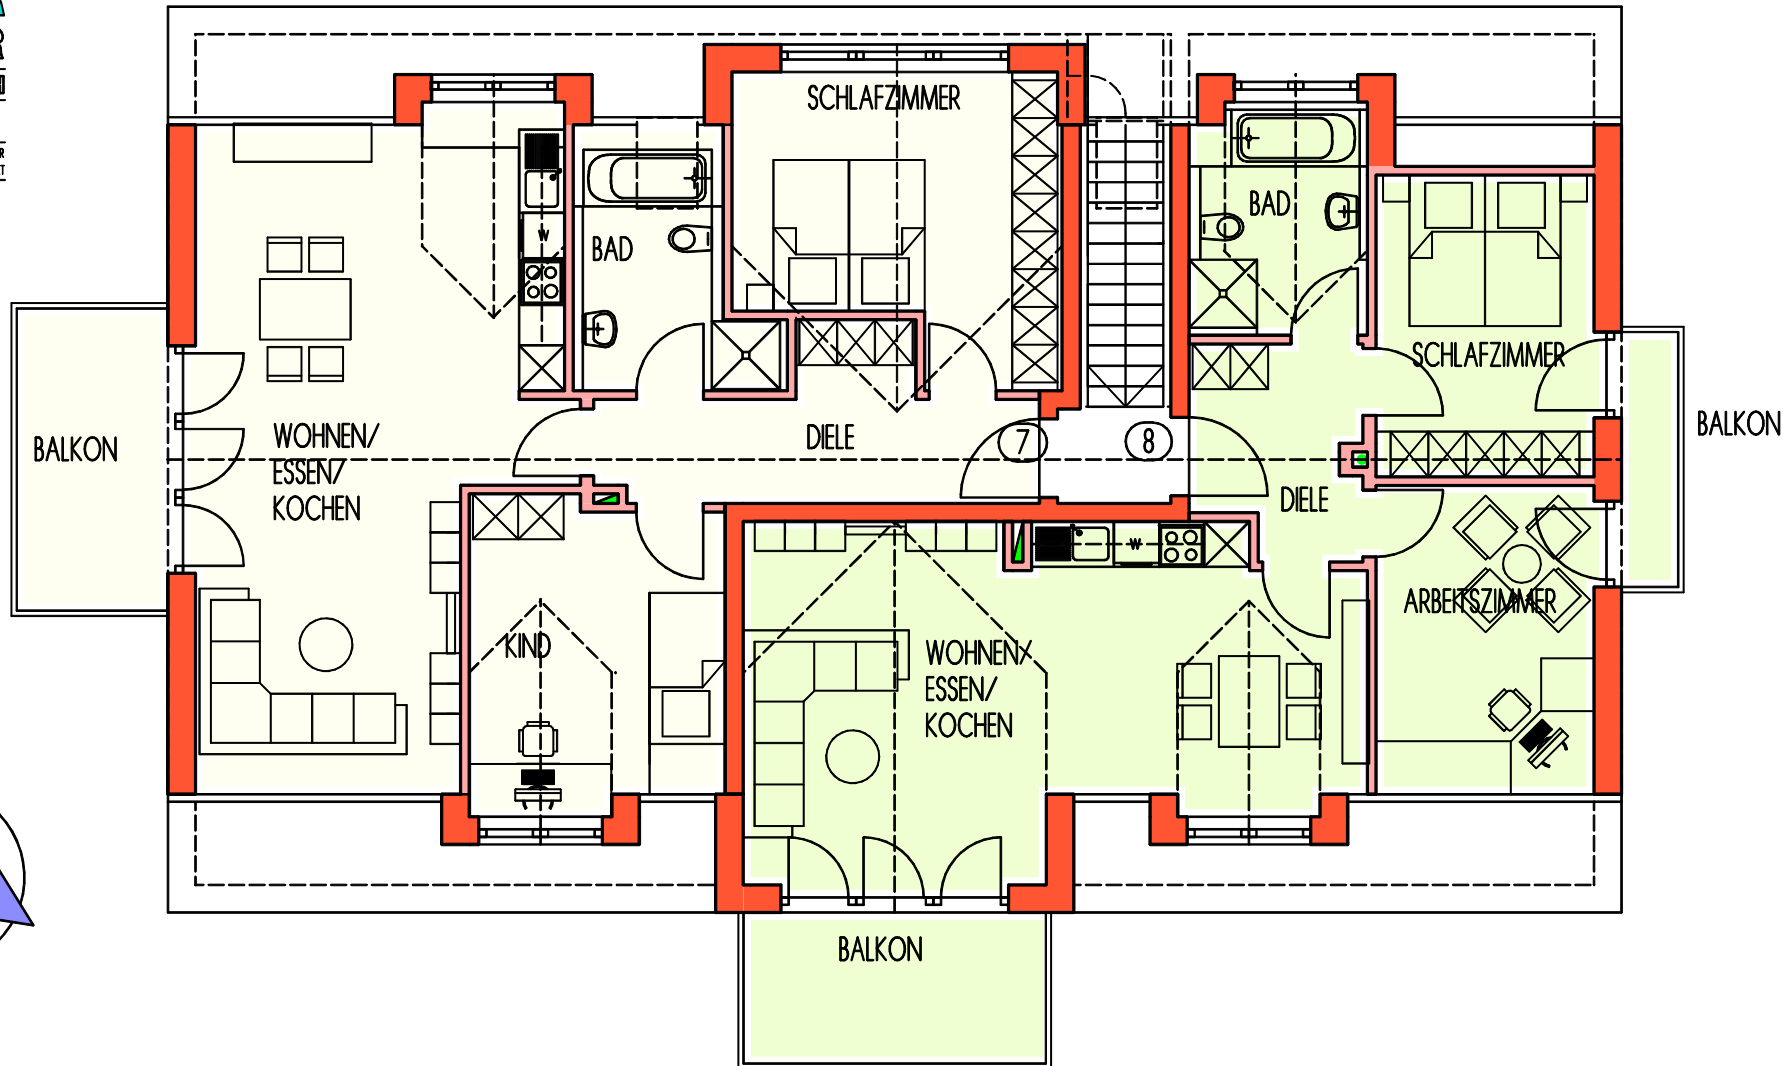 SCHLAFZIMMER
BAD
BAD
W
SCHLAFZIMMER
BALKON
WOHNEN/
ESSEN/
KOCHEN
DIELE
7
8
BALKON
DIELE
W
KIND
ARBEITSZIMMER
WOHNEN/
ESSEN/
KOCHEN
BALKON